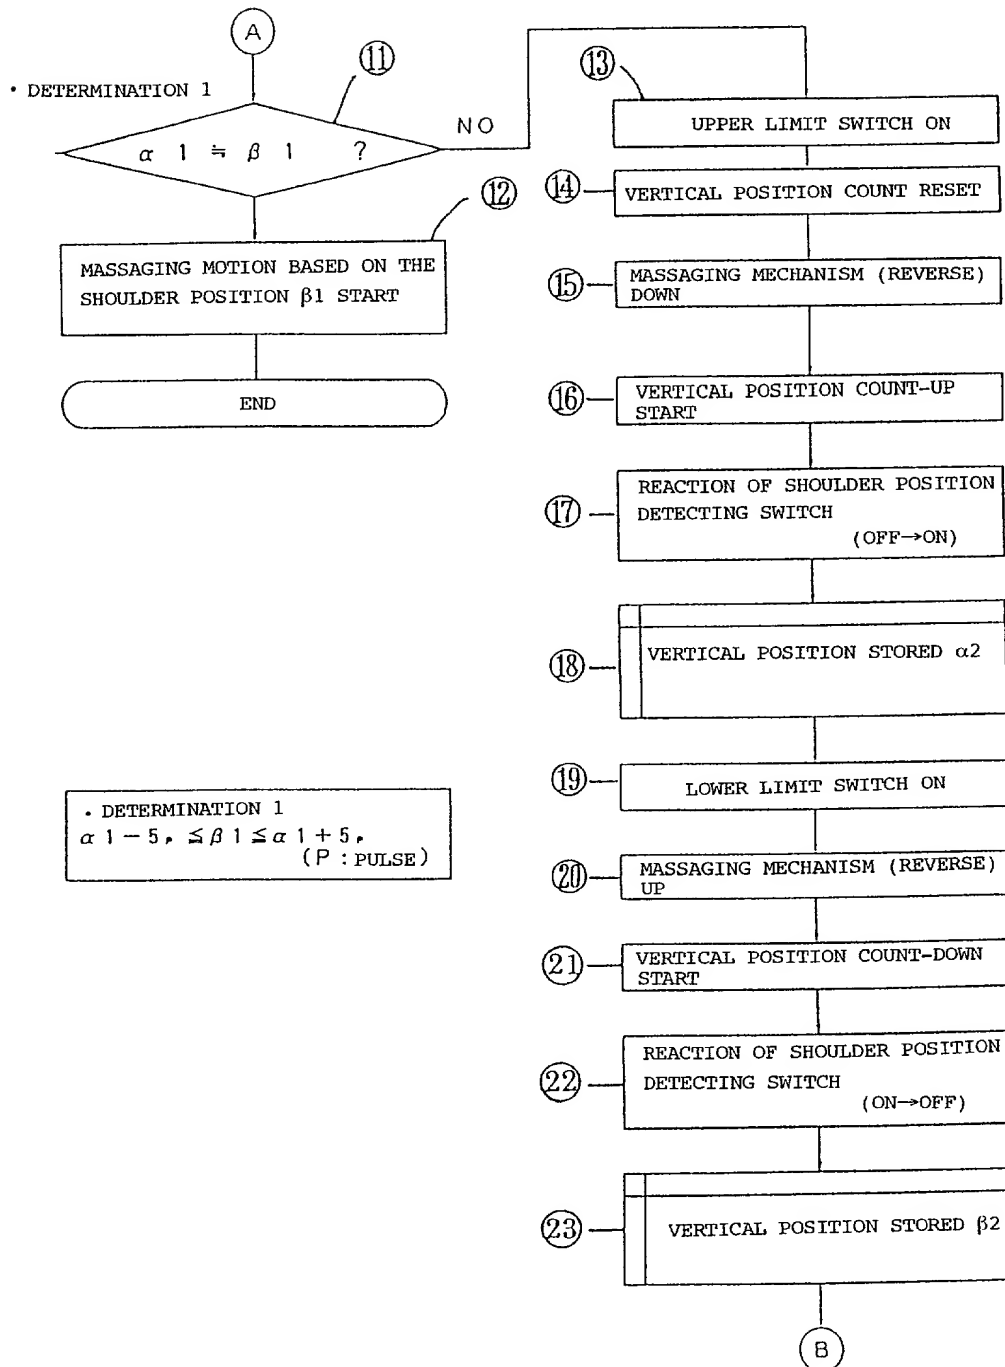 A
⑪
• DETERMINATION 1
α 1 ≒ β 1 ?
NO
⑫
MASSAGING MOTION BASED ON THE
SHOULDER POSITION β1 START
END
• DETERMINATION 1
α 1 − 5P ≦ β 1 ≦ α 1 + 5P
(P : PULSE)
⑬
UPPER LIMIT SWITCH ON
⑭
VERTICAL POSITION COUNT RESET
⑮
MASSAGING MECHANISM (REVERSE)
DOWN
⑯
VERTICAL POSITION COUNT-UP
START
⑰
REACTION OF SHOULDER POSITION
DETECTING SWITCH
(OFF→ON)
⑱
VERTICAL POSITION STORED α2
⑲
LOWER LIMIT SWITCH ON
⑳
MASSAGING MECHANISM (REVERSE)
UP
㉑
VERTICAL POSITION COUNT-DOWN
START
㉒
REACTION OF SHOULDER POSITION
DETECTING SWITCH
(ON→OFF)
㉓
VERTICAL POSITION STORED β2
B